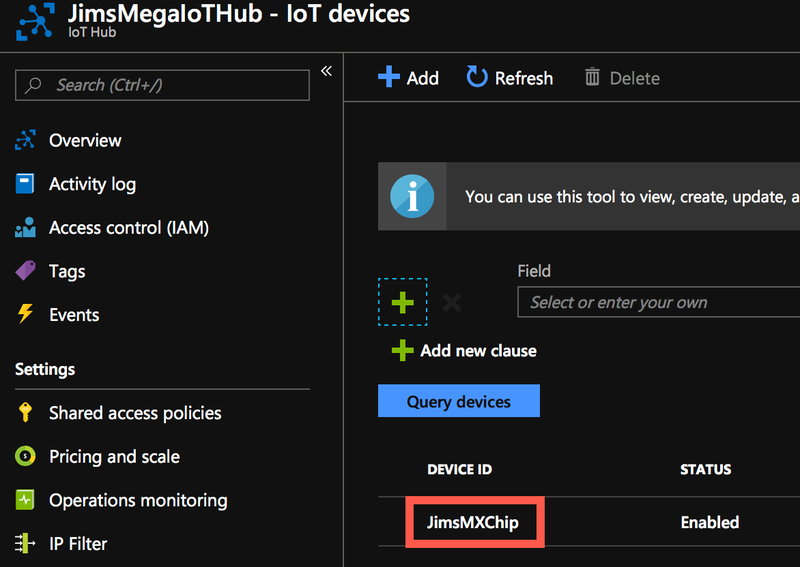 JimsMegaIoTHub - IoT devices
IoT Hub
Search (Ctrl+/)
«
Overview
Activity log
Access control (IAM)
Tags
Events
Settings
Shared access policies
Pricing and scale
Operations monitoring
IP Filter
Add
Refresh
Delete
You can use this tool to view, create, update, a
Field
Select or enter your own
Add new clause
Query devices
DEVICE ID
STATUS
JimsMXChip
Enabled